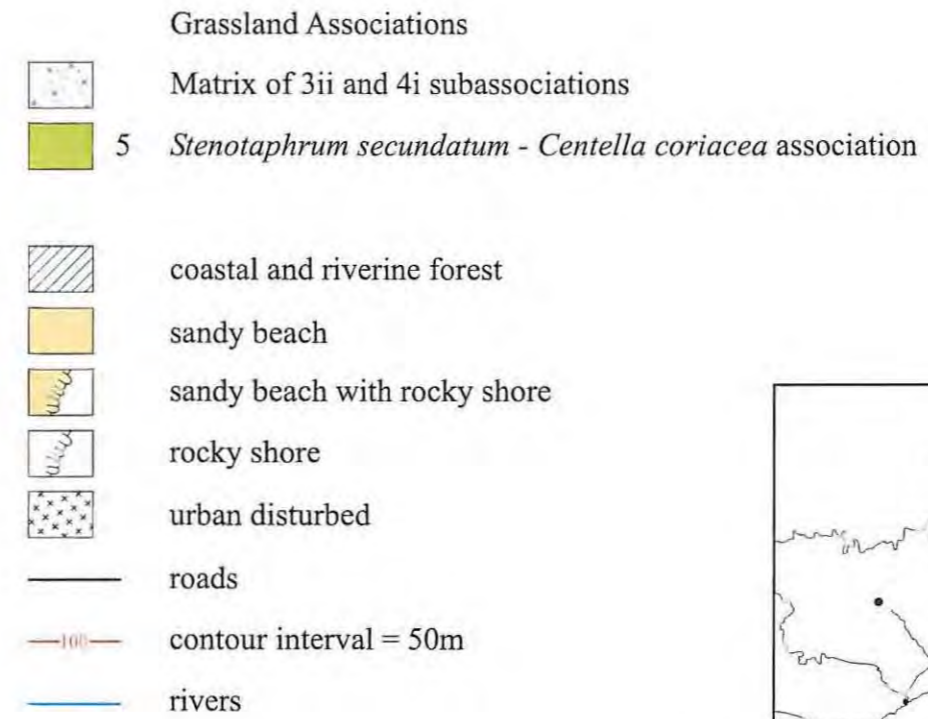 Grassland Associations
Matrix of 3ii and 4i subassociations
5 Stenotaphrum secundatum - Centella coriacea association
coastal and riverine forest
sandy beach
sandy beach with rocky shore
rocky shore
urban disturbed
roads
100 contour interval = 50m
rivers